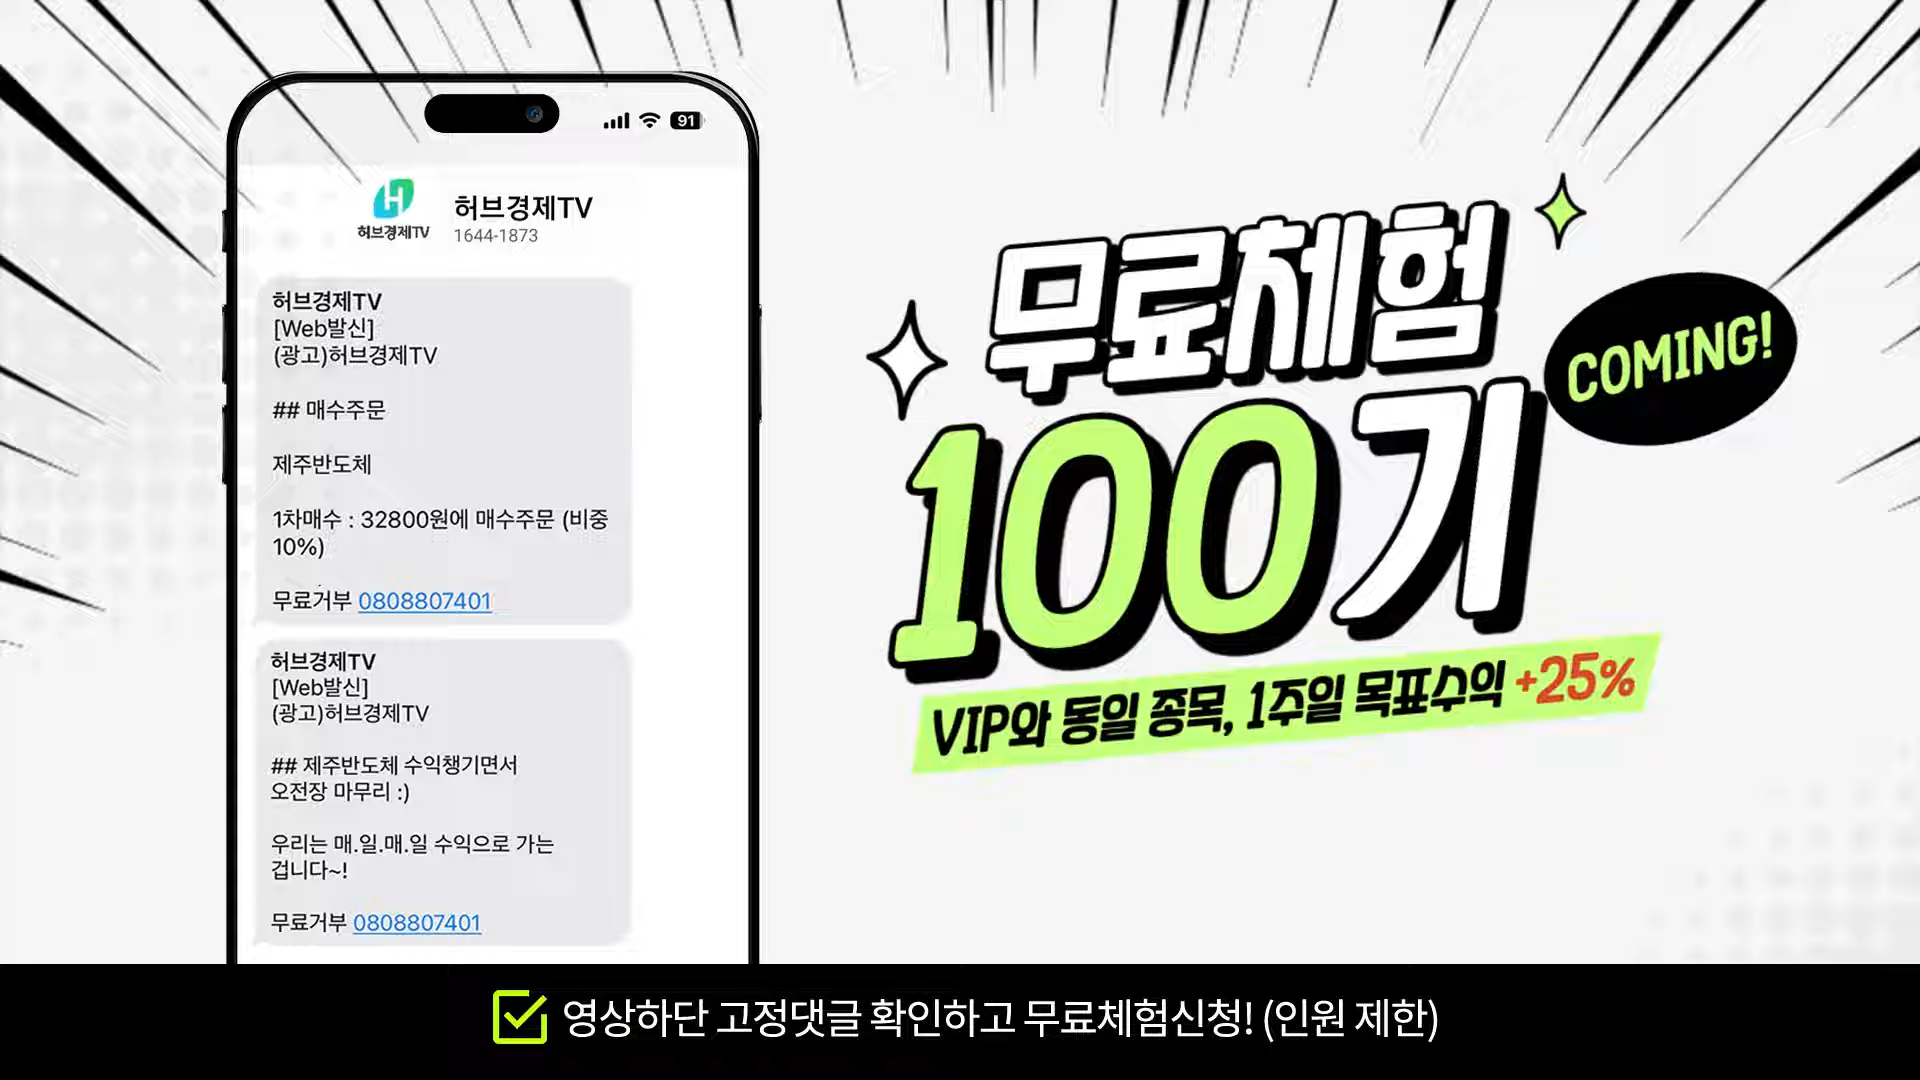 91
허브경제TV
허브경제TV
1644-1873
허브경제TV
[Web발신]
(광고)허브경제TV
## 매수주문
제주반도체
1차매수 : 32800원에 매수주문 (비중
10%)
무료거부 0808807401
허브경제TV
[Web발신]
(광고)허브경제TV
## 제주반도체 수익챙기면서
오전장 마무리 :)
우리는 매.일.매.일 수익으로 가는
겁니다~!
무료거부 0808807401
무료체험
100기
COMING!
VIP와 동일 종목, 1주일 목표수익 +25%
영상하단 고정댓글 확인하고 무료체험신청! (인원 제한)